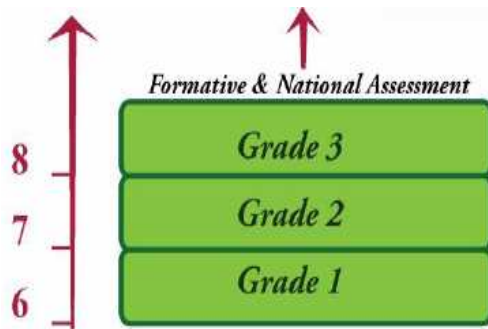 Formative & National Assessment
Grade 3
8
Grade 2
7
Grade 1
6